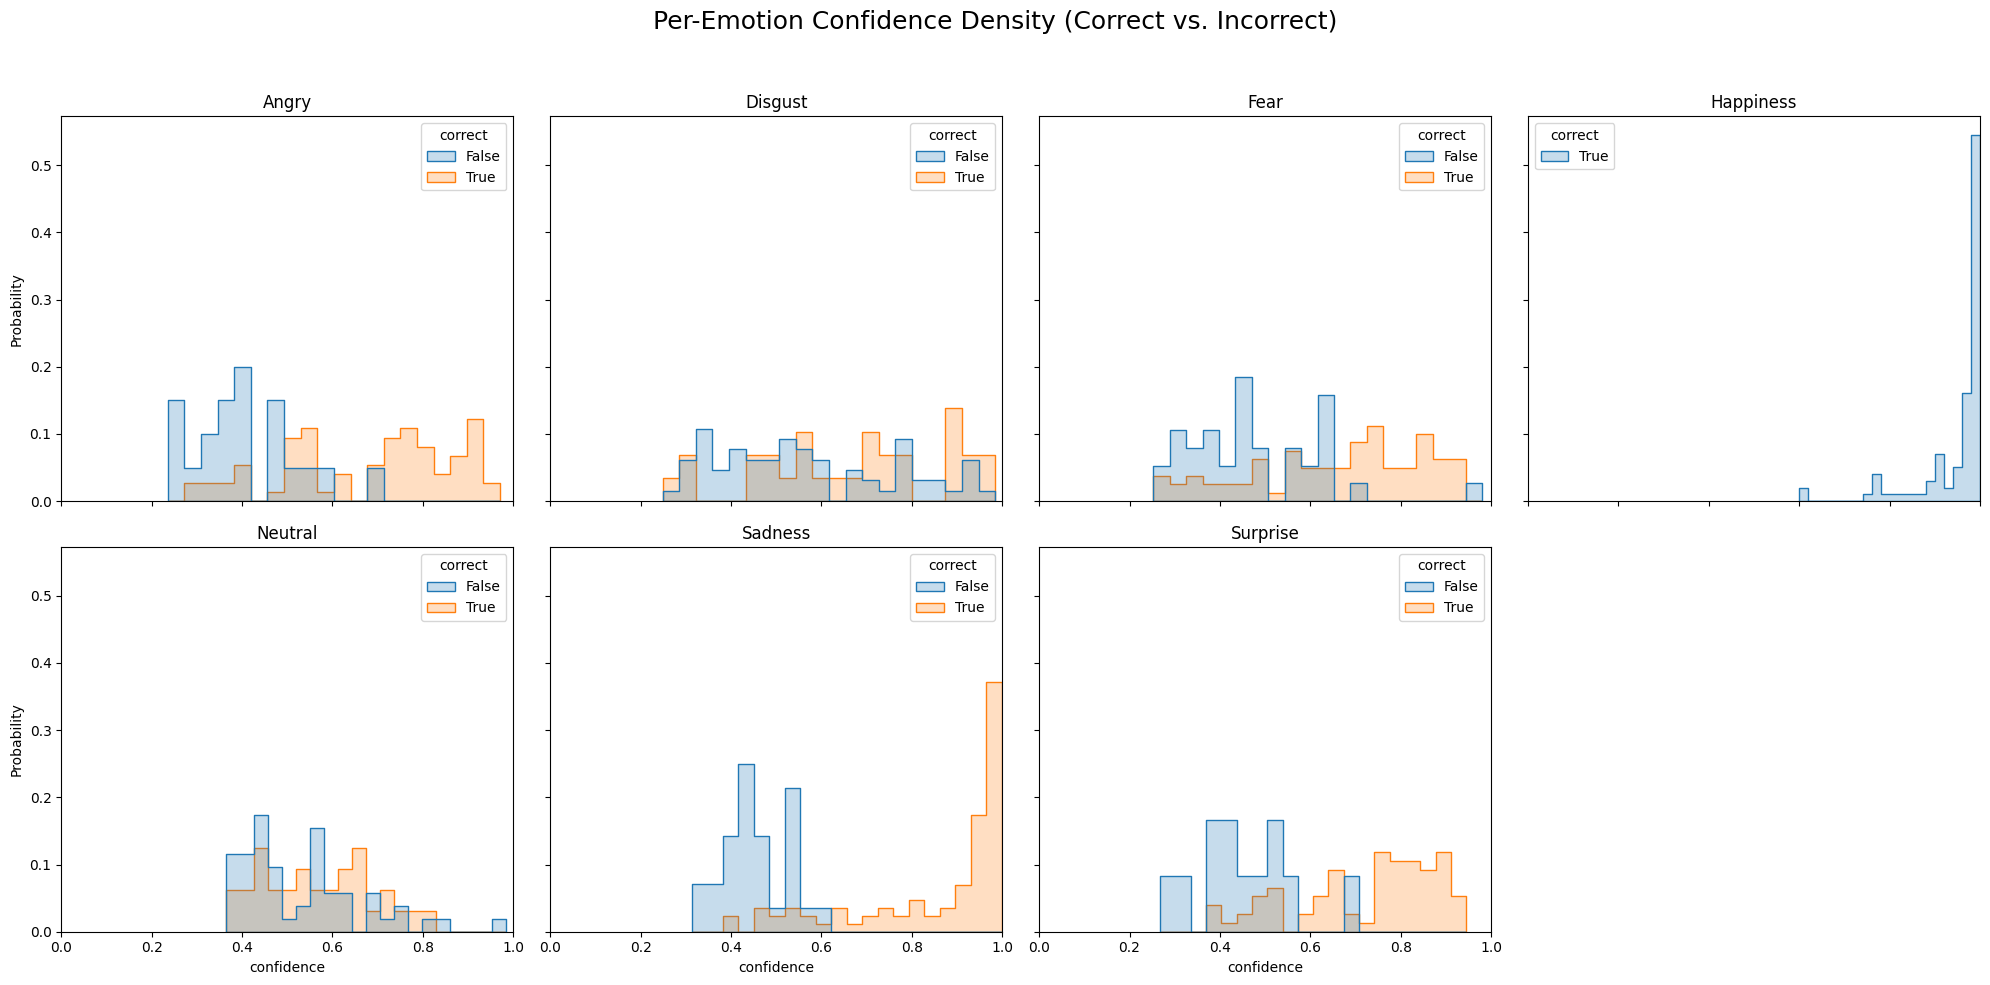 Per-Emotion Confidence Density (Correct vs. Incorrect)
Angry
Disgust
Fear
Happiness
correct
False
True
correct
False
True
correct
False
True
correct
True
Probability
0.5
0.4
0.3
0.2
0.1
0.0
Neutral
Sadness
Surprise
correct
False
True
correct
False
True
correct
False
True
Probability
0.5
0.4
0.3
0.2
0.1
0.0
0.0 0.2 0.4 0.6 0.8 1.0
0.0 0.2 0.4 0.6 0.8 1.0
0.0 0.2 0.4 0.6 0.8 1.0
confidence
confidence
confidence